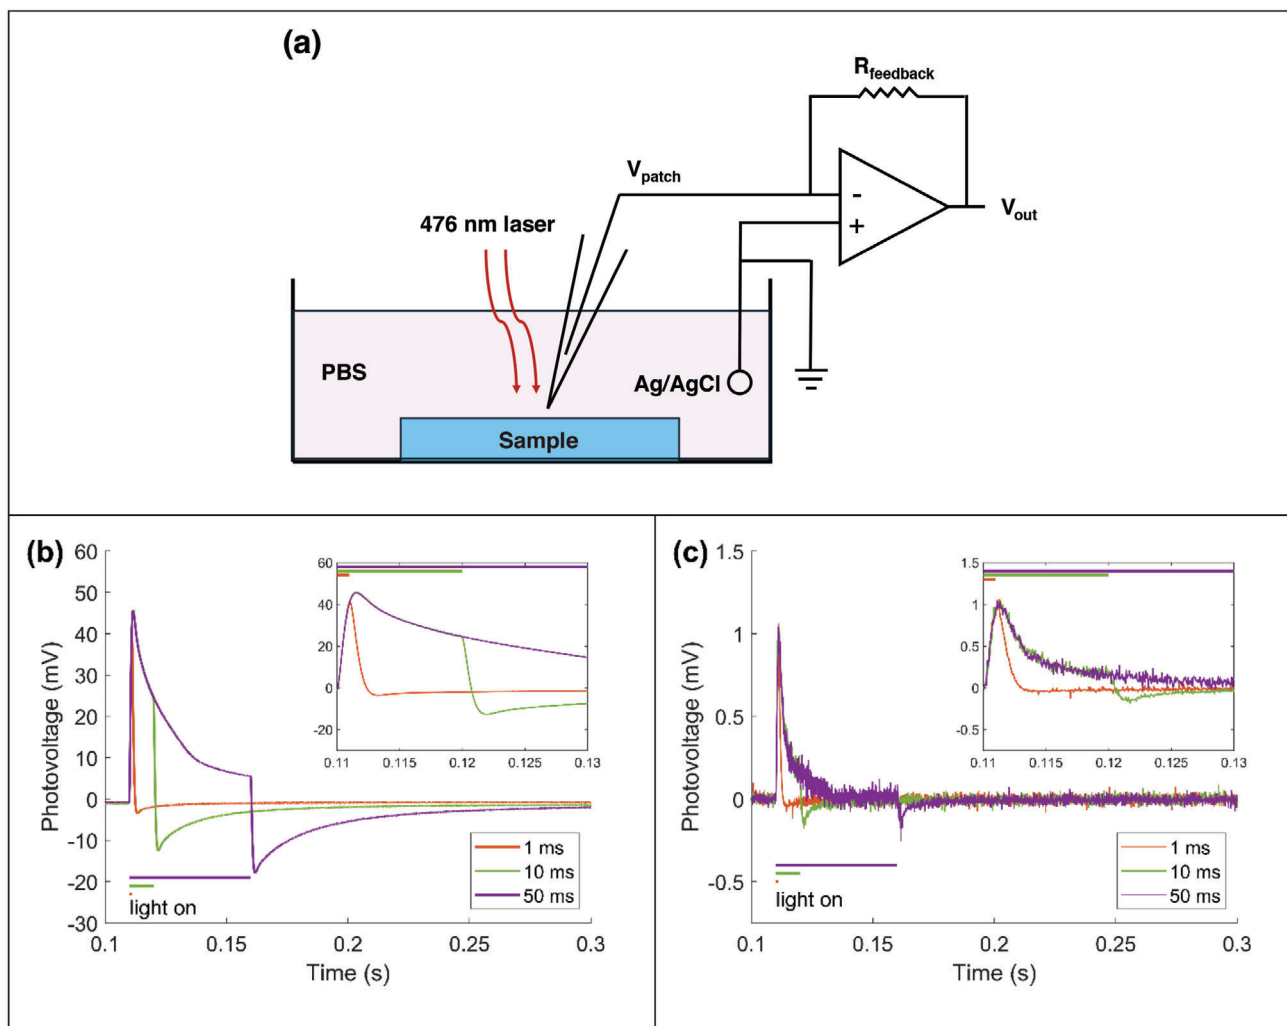 (a)
R_feedback
V_patch
476 nm laser
-
+
V_out
PBS
Ag/AgCl
Sample
(b)
Photovoltage (mV)
60
50
40
30
20
10
0
-10
-20
-30
0.1
0.15
0.2
0.25
0.3
Time (s)
light on
1 ms
10 ms
50 ms
60
40
20
0
-20
0.11
0.115
0.12
0.125
0.13
(c)
Photovoltage (mV)
1.5
1
0.5
0
-0.5
0.1
0.15
0.2
0.25
0.3
Time (s)
light on
1 ms
10 ms
50 ms
1.5
1
0.5
0
-0.5
0.11
0.115
0.12
0.125
0.13